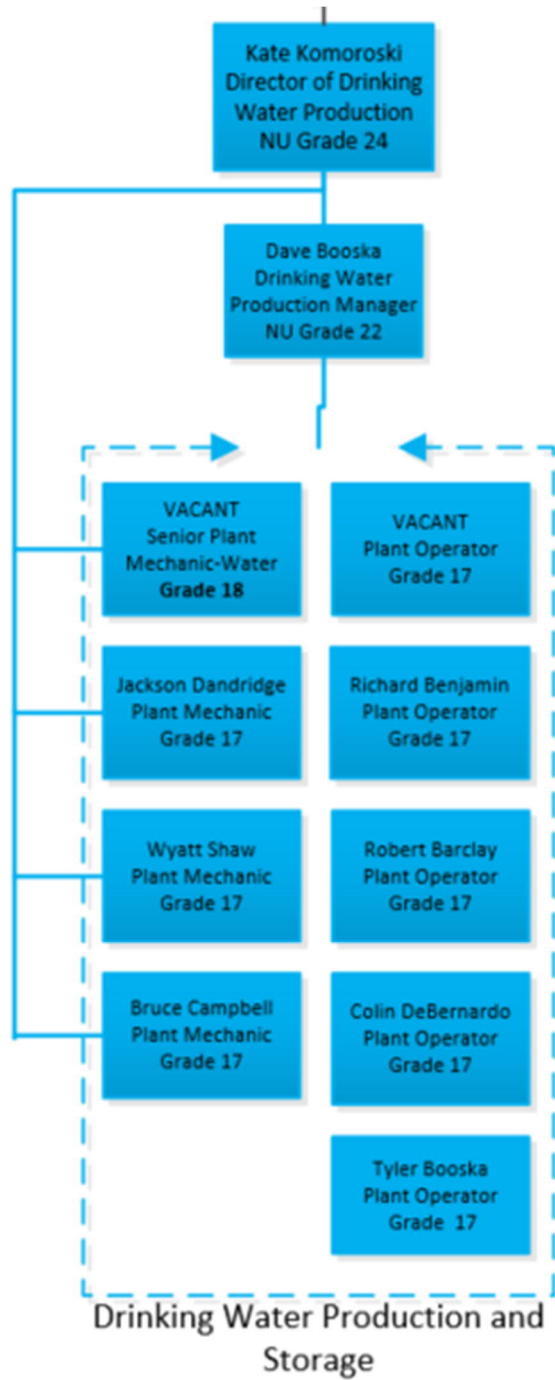 Kate Komoroski
Director of Drinking
Water Production
NU Grade 24
Dave Booska
Drinking Water
Production Manager
NU Grade 22
VACANT
Senior Plant
Mechanic-Water
Grade 18
VACANT
Plant Operator
Grade 17
Jackson Dandridge
Plant Mechanic
Grade 17
Richard Benjamin
Plant Operator
Grade 17
Wyatt Shaw
Plant Mechanic
Grade 17
Robert Barclay
Plant Operator
Grade 17
Bruce Campbell
Plant Mechanic
Grade 17
Colin DeBernardo
Plant Operator
Grade 17
Tyler Booska
Plant Operator
Grade 17
Drinking Water Production and
Storage